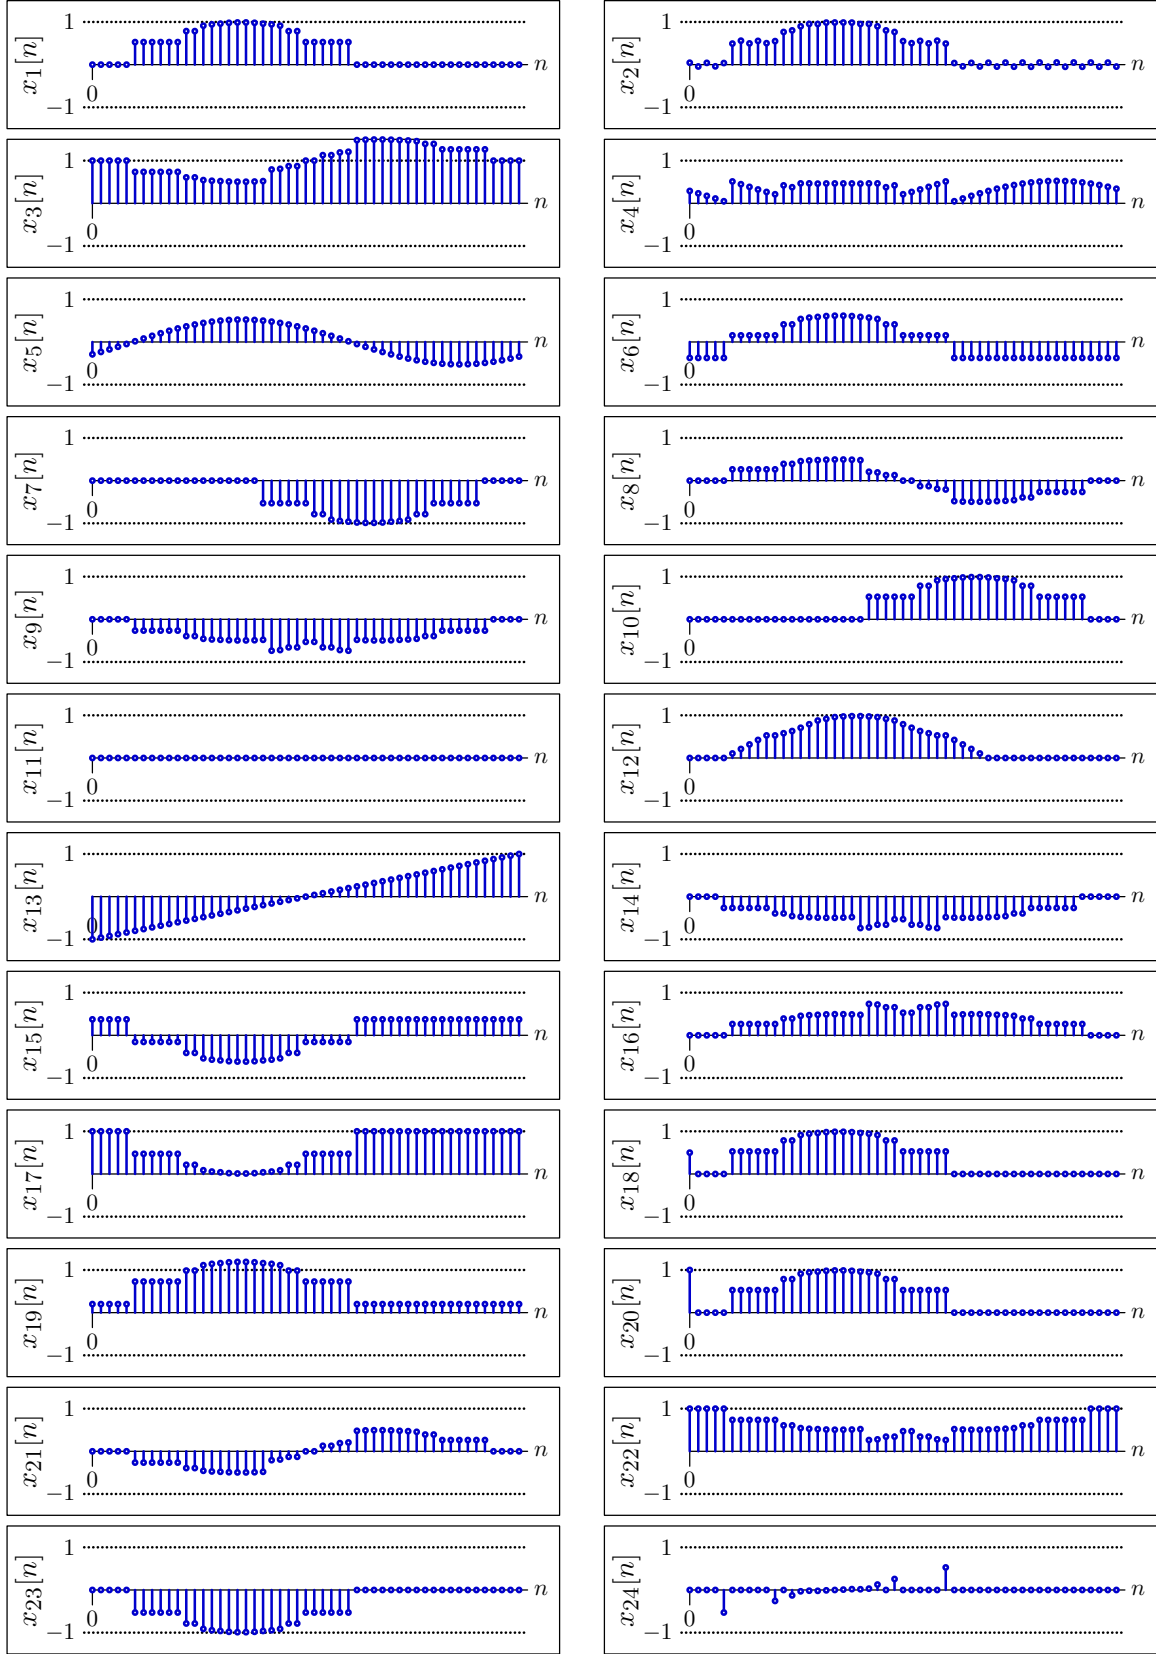 x1[n] 1 0 −1 n
x2[n] 1 0 −1 n
x3[n] 1 0 −1 n
x4[n] 1 0 −1 n
x5[n] 1 0 −1 n
x6[n] 1 0 −1 n
x7[n] 1 0 −1 n
x8[n] 1 0 −1 n
x9[n] 1 0 −1 n
x10[n] 1 0 −1 n
x11[n] 1 0 −1 n
x12[n] 1 0 −1 n
x13[n] 1 0 −1 n
x14[n] 1 0 −1 n
x15[n] 1 0 −1 n
x16[n] 1 0 −1 n
x17[n] 1 0 −1 n
x18[n] 1 0 −1 n
x19[n] 1 0 −1 n
x20[n] 1 0 −1 n
x21[n] 1 0 −1 n
x22[n] 1 0 −1 n
x23[n] 1 0 −1 n
x24[n] 1 0 −1 n